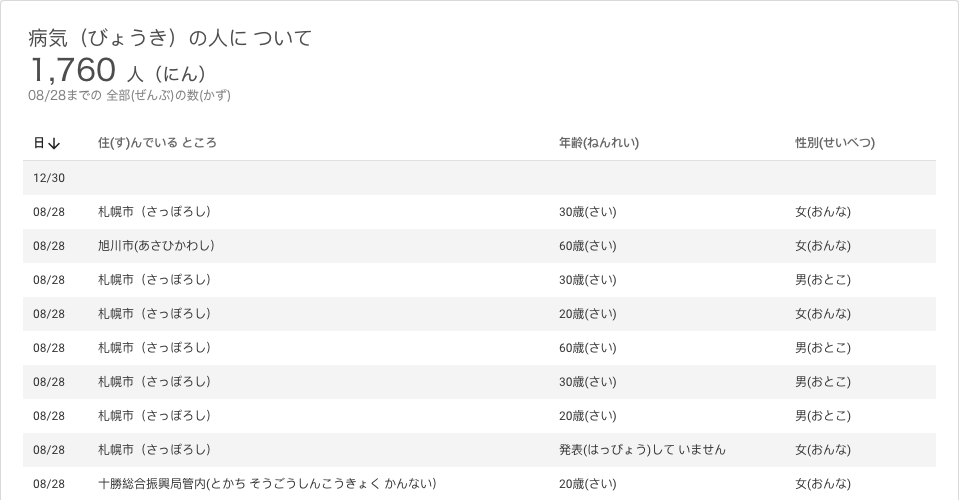 病気（びょうき）の人に ついて
1,760 人（にん）
08/28までの 全部(ぜんぶ)の数(かず)
日↓ 住(す)んでいる ところ 年齢(ねんれい) 性別(せいべつ)
12/30
08/28 札幌市（さっぽろし） 30歳(さい) 女(おんな)
08/28 旭川市(あさひかわし） 60歳(さい) 女(おんな)
08/28 札幌市（さっぽろし） 30歳(さい) 男(おとこ)
08/28 札幌市（さっぽろし） 20歳(さい) 女(おんな)
08/28 札幌市（さっぽろし） 60歳(さい) 男(おとこ)
08/28 札幌市（さっぽろし） 30歳(さい) 男(おとこ)
08/28 札幌市（さっぽろし） 20歳(さい) 男(おとこ)
08/28 札幌市（さっぽろし） 発表(はっぴょう)して いません 女(おんな)
08/28 十勝総合振興局管内(とかち そうごうしんこうきょく かんない） 20歳(さい) 女(おんな)